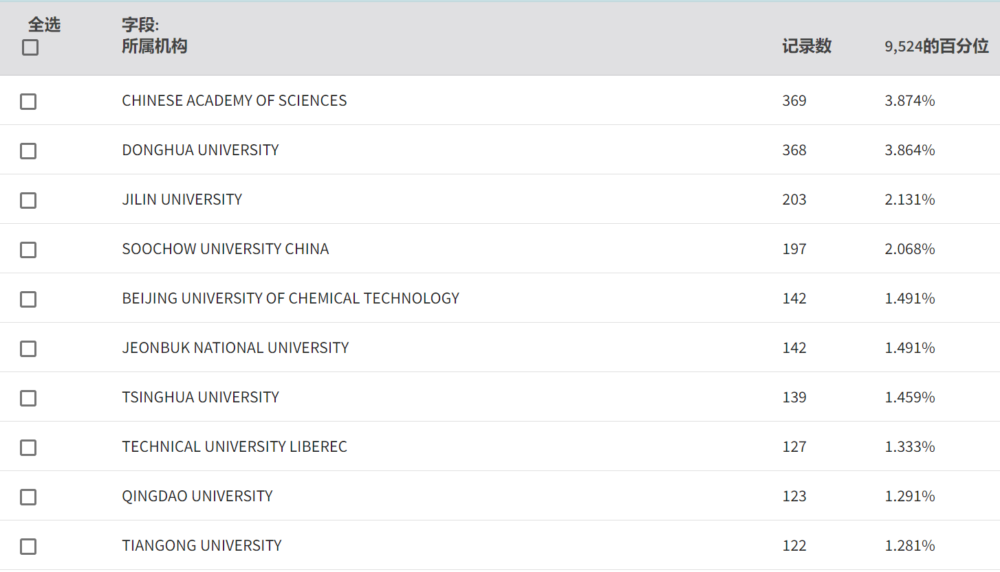 全选
字段:
所属机构 记录数 9,524的百分位
CHINESE ACADEMY OF SCIENCES 369 3.874%
DONGHUA UNIVERSITY 368 3.864%
JILIN UNIVERSITY 203 2.131%
SOOCHOW UNIVERSITY CHINA 197 2.068%
BEIJING UNIVERSITY OF CHEMICAL TECHNOLOGY 142 1.491%
JEONBUK NATIONAL UNIVERSITY 142 1.491%
TSINGHUA UNIVERSITY 139 1.459%
TECHNICAL UNIVERSITY LIBEREC 127 1.333%
QINGDAO UNIVERSITY 123 1.291%
TIANGONG UNIVERSITY 122 1.281%